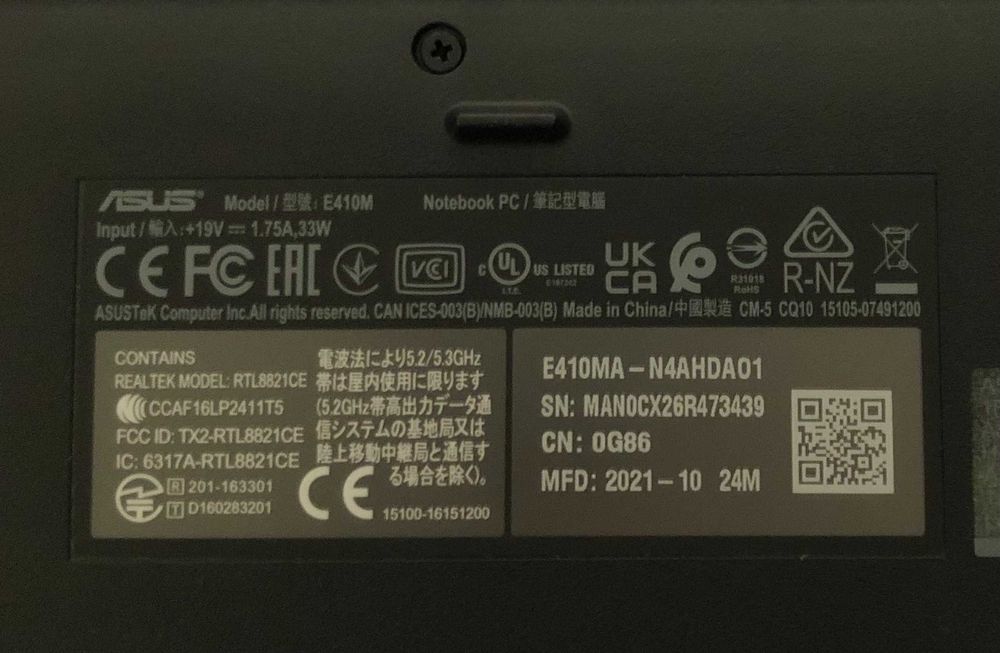 ASUS Model / 型號: E410M Notebook PC / 筆記型電腦
Input / 輸入:+19V ⎓ 1.75A,33W
CE FC EAC VCCI c UL US LISTED I.T.E. E187242 UK CA R31018 RoHS R-NZ
ASUSTeK Computer Inc.All rights reserved. CAN ICES-003(B)/NMB-003(B) Made in China/中國製造 CM-5 CQ10 15105-07491200
CONTAINS
REALTEK MODEL: RTL8821CE
CCAF16LP2411T5
FCC ID: TX2-RTL8821CE
IC: 6317A-RTL8821CE
R 201-163301
T D160283201
電波法により5.2/5.3GHz
帯は屋内使用に限ります
(5.2GHz帯高出力データ通
信システムの基地局又は
陸上移動中継局と通信す
る場合を除く)。
CE 15100-16151200
E410MA-N4AHDAO1
SN: MAN0CX26R473439
CN: 0G86
MFD: 2021-10 24M